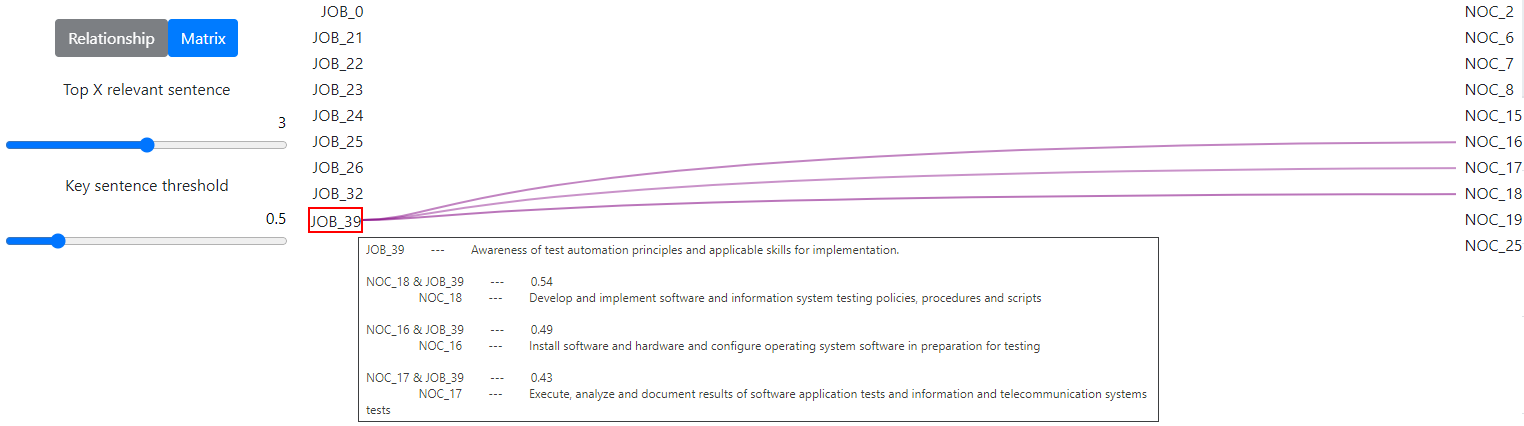 Relationship Matrix
Top X relevant sentence
3
Key sentence threshold
0.5
JOB_0
JOB_21
JOB_22
JOB_23
JOB_24
JOB_25
JOB_26
JOB_32
JOB_39
NOC_2
NOC_6
NOC_7
NOC_8
NOC_15
NOC_16
NOC_17
NOC_18
NOC_19
NOC_25
JOB_39 --- Awareness of test automation principles and applicable skills for implementation.
NOC_18 & JOB_39 --- 0.54
NOC_18 --- Develop and implement software and information system testing policies, procedures and scripts
NOC_16 & JOB_39 --- 0.49
NOC_16 --- Install software and hardware and configure operating system software in preparation for testing
NOC_17 & JOB_39 --- 0.43
NOC_17 --- Execute, analyze and document results of software application tests and information and telecommunication systems
tests